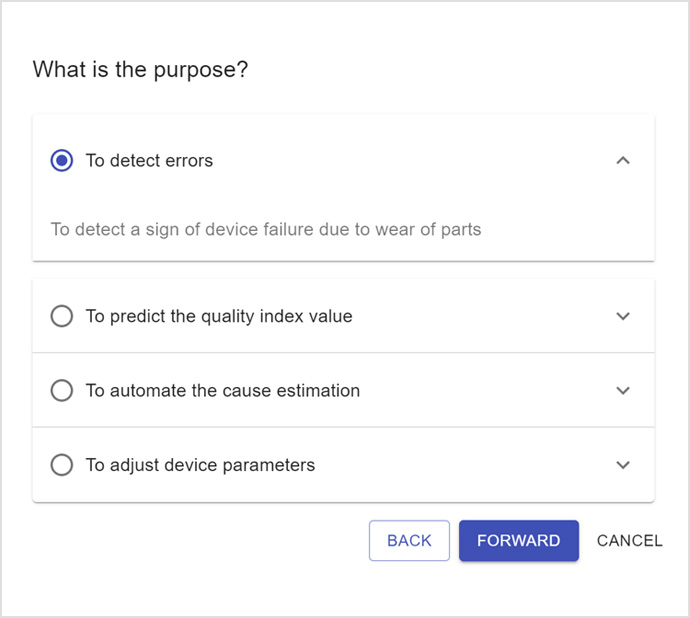 What is the purpose?
To detect errors
To detect a sign of device failure due to wear of parts
To predict the quality index value
To automate the cause estimation
To adjust device parameters
BACK FORWARD CANCEL